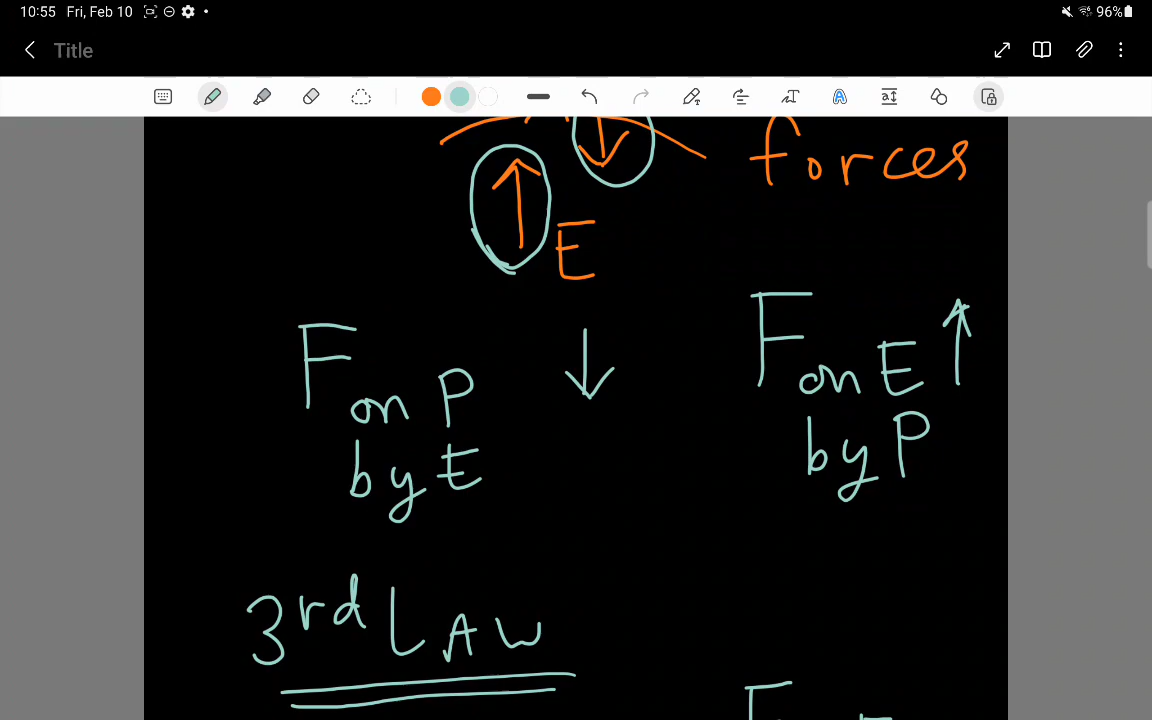 10:55 Fri, Feb 10
96%
Title
forces
E
F on P by E
F on E by P
3rd LAW